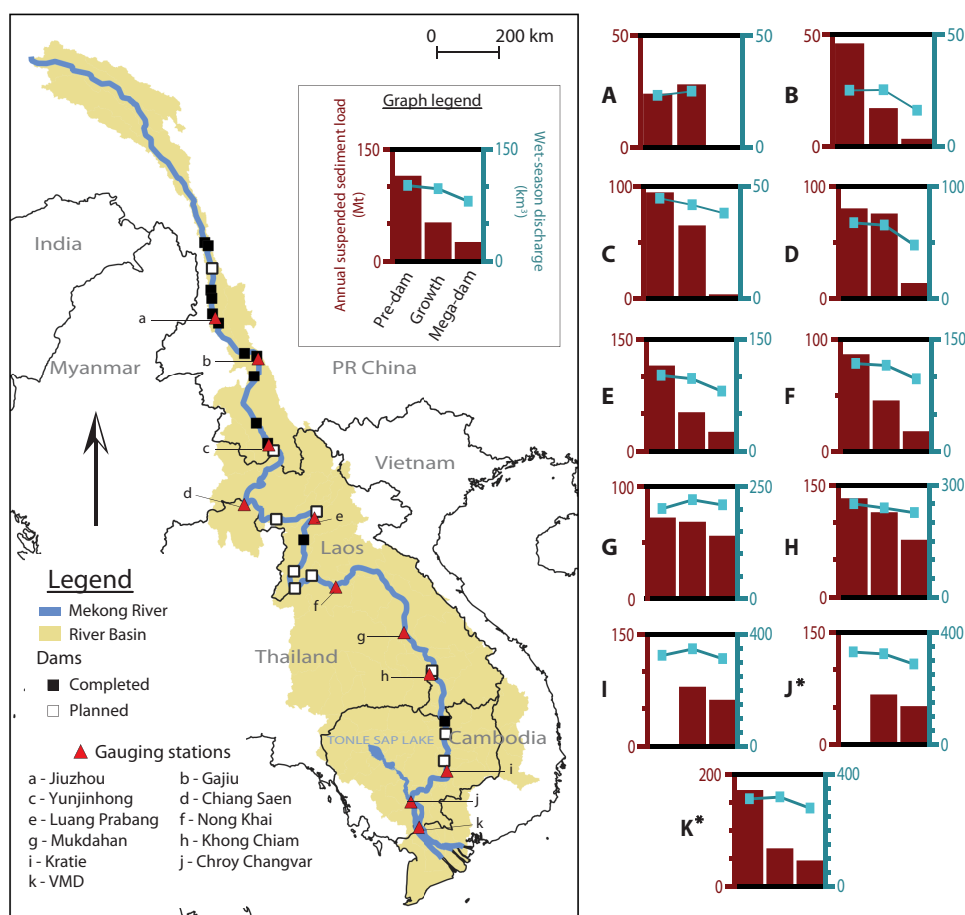 0 200 km
Graph legend
Annual suspended sediment load
(Mt)
150
0
Wet-season discharge
(km³)
150
0
Pre-dam
Growth
Mega-dam
India
Myanmar
PR China
Vietnam
Laos
Thailand
TONLE SAP LAKE
Cambodia
a
b
c
d
e
f
g
h
i
j
k
Legend
Mekong River
River Basin
Dams
Completed
Planned
Gauging stations
a - Jiuzhou b - Gajiu
c - Yunjinhong d - Chiang Saen
e - Luang Prabang f - Nong Khai
g - Mukdahan h - Khong Chiam
i - Kratie j - Chroy Changvar
k - VMD
A
50
0
50
0
B
50
0
50
0
C
100
0
50
0
D
100
0
100
0
E
150
0
150
0
F
150
0
150
0
G
100
0
250
0
H
150
0
300
0
I
150
0
400
0
J*
150
0
400
0
K*
200
0
400
0